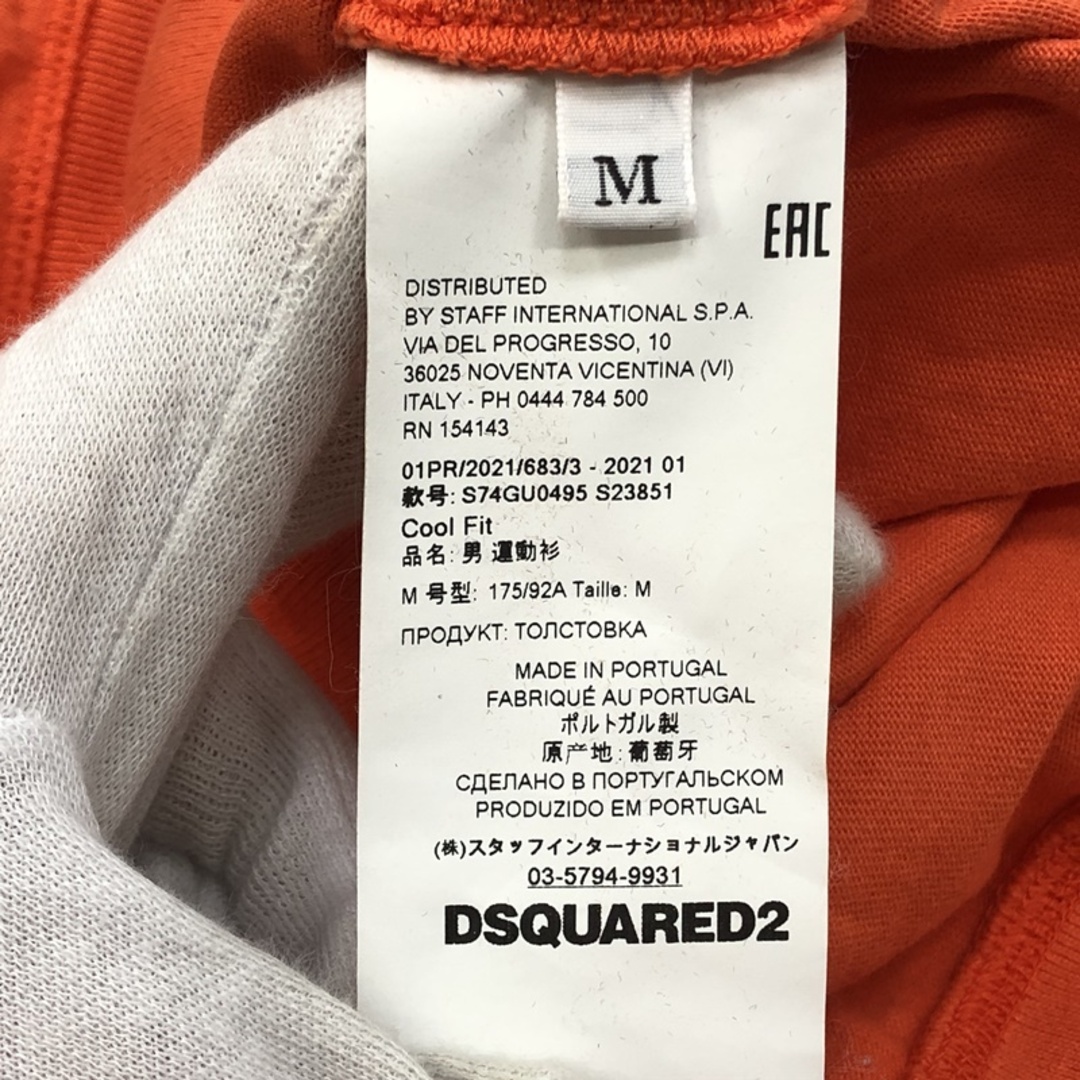 M
EAC
DISTRIBUTED
BY STAFF INTERNATIONAL S.P.A.
VIA DEL PROGRESSO, 10
36025 NOVENTA VICENTINA (VI)
ITALY - PH 0444 784 500
RN 154143
01PR/2021/683/3 - 2021 01
款号: S74GU0495 S23851
Cool Fit
品名: 男 運動衫
M 号型: 175/92A Taille: M
ПРОДУКТ: ТОЛСТОВКА
MADE IN PORTUGAL
FABRIQUÉ AU PORTUGAL
ポルトガル製
原产地: 葡萄牙
СДЕЛАНО В ПОРТУГАЛЬСКОМ
PRODUZIDO EM PORTUGAL
(株)スタッフインターナショナルジャパン
03-5794-9931
DSQUARED2